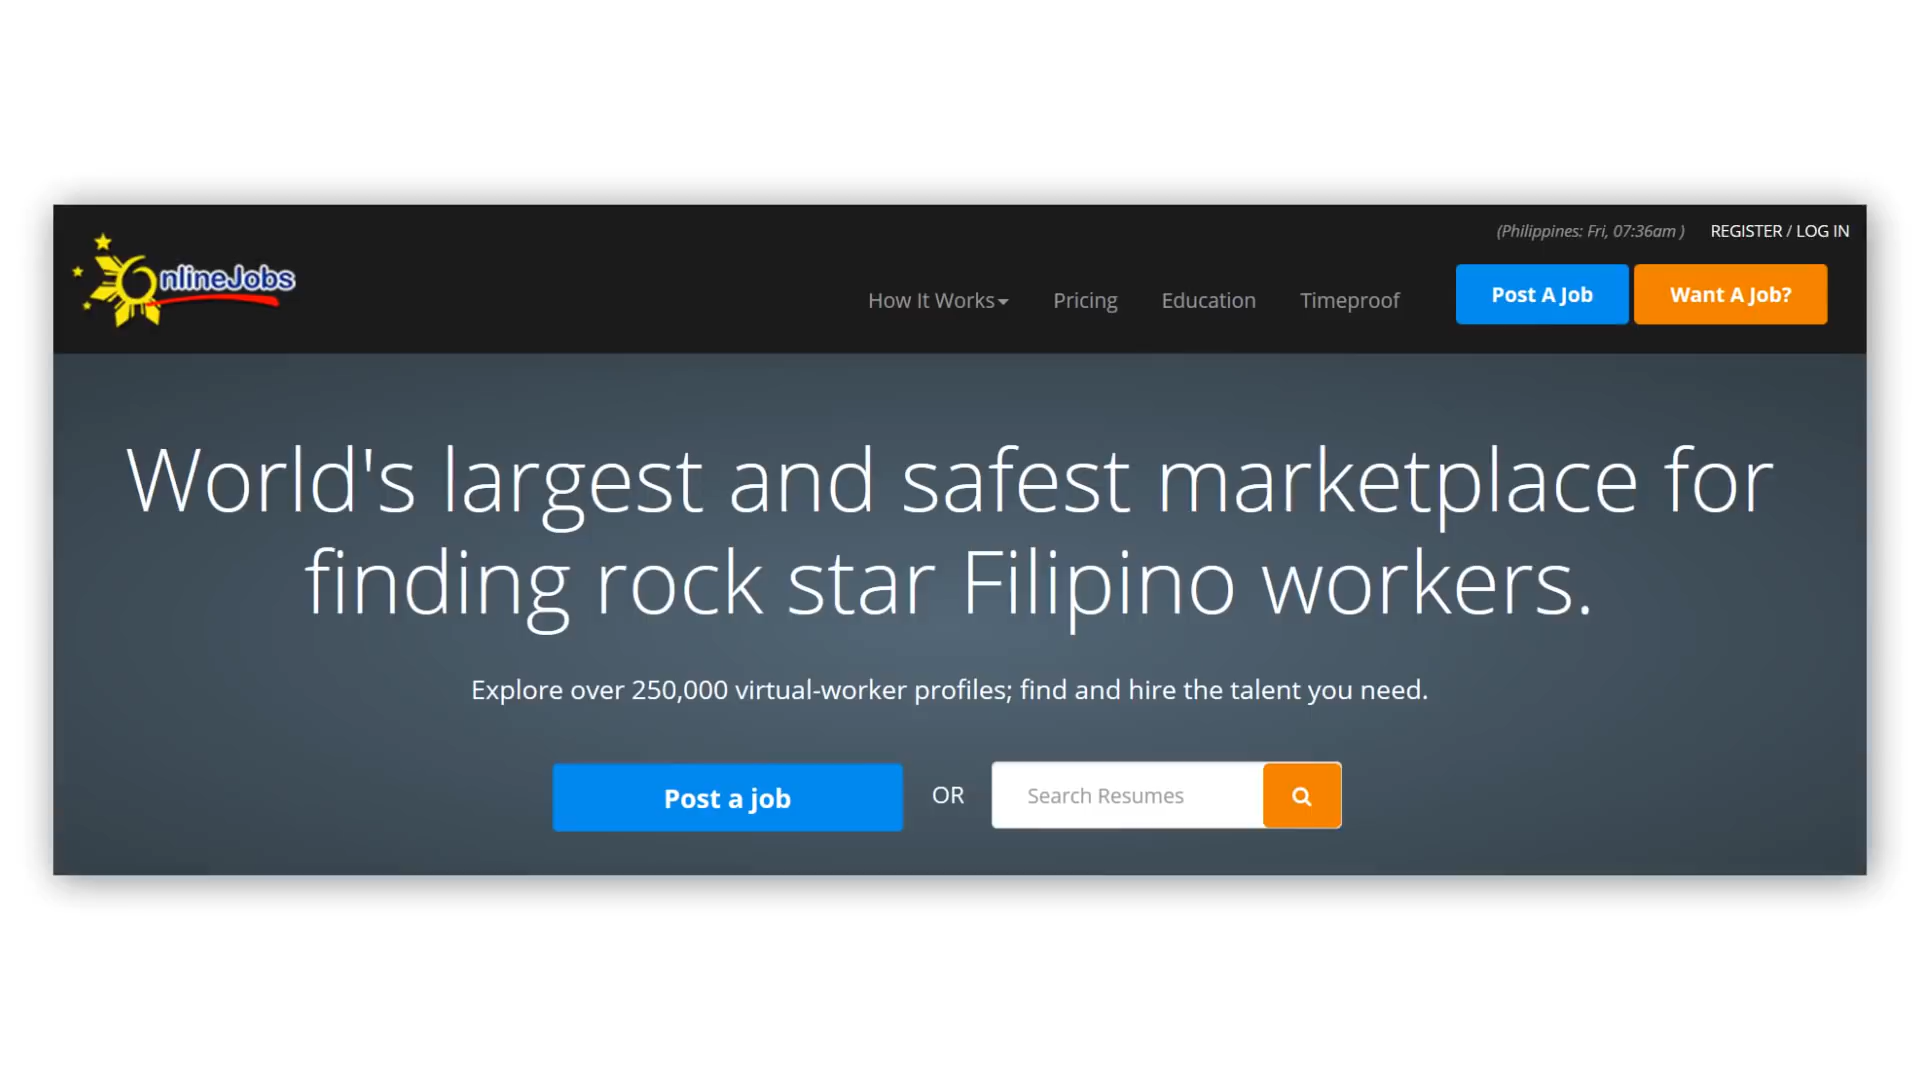 (Philippines: Fri, 07:36am ) REGISTER / LOG IN
OnlineJobs
How It Works Pricing Education Timeproof Post A Job Want A Job?
World's largest and safest marketplace for
finding rock star Filipino workers.
Explore over 250,000 virtual-worker profiles; find and hire the talent you need.
Post a job OR Search Resumes